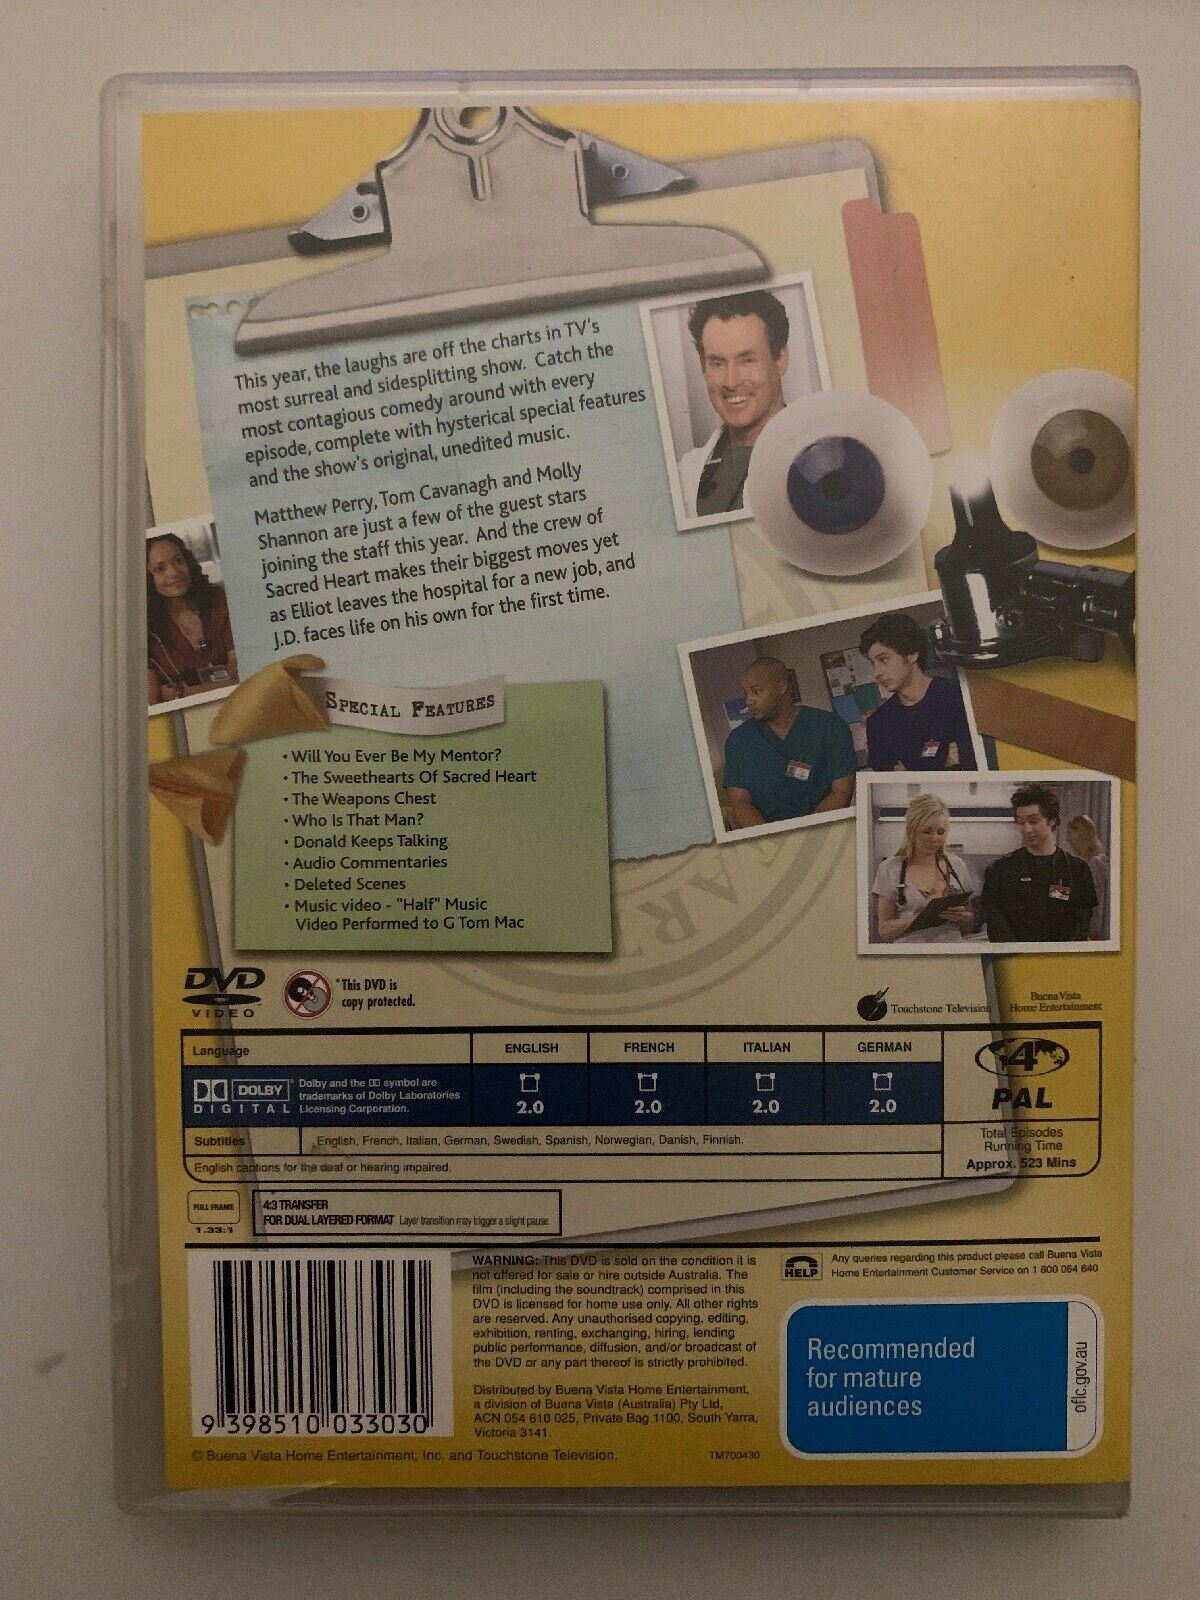 This year, the laughs are off the charts in TV's
most surreal and sidesplitting show. Catch the
most contagious comedy around with every
episode, complete with hysterical special features
and the show's original, unedited music.
Matthew Perry, Tom Cavanagh and Molly
Shannon are just a few of the guest stars
joining the staff this year. And the crew of
Sacred Heart makes their biggest moves yet
as Elliot leaves the hospital for a new job, and
J.D. faces life on his own for the first time.
SPECIAL FEATURES
• Will You Ever Be My Mentor?
• The Sweethearts Of Sacred Heart
• The Weapons Chest
• Who Is That Man?
• Donald Keeps Talking
• Audio Commentaries
• Deleted Scenes
• Music video - "Half" Music
Video Performed to G Tom Mac
ART
DVD
VIDEO
*This DVD is
copy protected.
Touchstone Television
Buena Vista
Home Entertainment
Language
ENGLISH
FRENCH
ITALIAN
GERMAN
DOLBY
DIGITAL
Dolby and the DD symbol are
trademarks of Dolby Laboratories
Licensing Corporation.
2.0
2.0
2.0
2.0
4
PAL
Subtitles
English, French, Italian, German, Swedish, Spanish, Norwegian, Danish, Finnish.
English captions for the deaf or hearing impaired.
Total Episodes
Running Time
Approx. 523 Mins
FULL FRAME
1.33:1
4:3 TRANSFER
FOR DUAL LAYERED FORMAT Layer transition may trigger a slight pause.
9 398510 033030
WARNING: This DVD is sold on the condition it is
not offered for sale or hire outside Australia. The
film (including the soundtrack) comprised in this
DVD is licensed for home use only. All other rights
are reserved. Any unauthorised copying, editing,
exhibition, renting, exchanging, hiring, lending
public performance, diffusion, and/or broadcast of
the DVD or any part thereof is strictly prohibited.
Distributed by Buena Vista Home Entertainment,
a division of Buena Vista (Australia) Pty Ltd,
ACN 054 610 025, Private Bag 1100, South Yarra,
Victoria 3141.
HELP
Any queries regarding this product please call Buena Vista
Home Entertainment Customer Service on 1 800 064 640
Recommended
for mature
audiences
oflc.gov.au
© Buena Vista Home Entertainment, Inc. and Touchstone Television.
TM700430